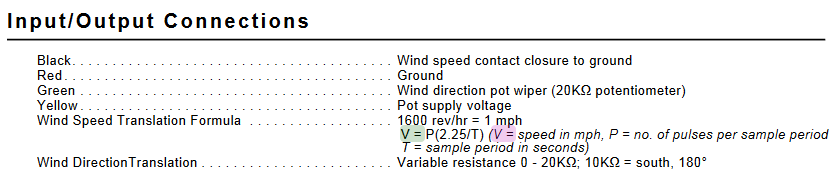 Input/Output Connections
Black. . . . . . . . . . . . . . . . . . . . . . . . . . . . . . . . . . . . . . . Wind speed contact closure to ground
Red. . . . . . . . . . . . . . . . . . . . . . . . . . . . . . . . . . . . . . . . Ground
Green . . . . . . . . . . . . . . . . . . . . . . . . . . . . . . . . . . . . . . Wind direction pot wiper (20KΩ potentiometer)
Yellow. . . . . . . . . . . . . . . . . . . . . . . . . . . . . . . . . . . . . . Pot supply voltage
Wind Speed Translation Formula . . . . . . . . . . . . . . . . . 1600 rev/hr = 1 mph
V = P(2.25/T) (V = speed in mph, P = no. of pulses per sample period
T = sample period in seconds)
Wind DirectionTranslation . . . . . . . . . . . . . . . . . . . . . . . Variable resistance 0 - 20KΩ; 10KΩ = south, 180°